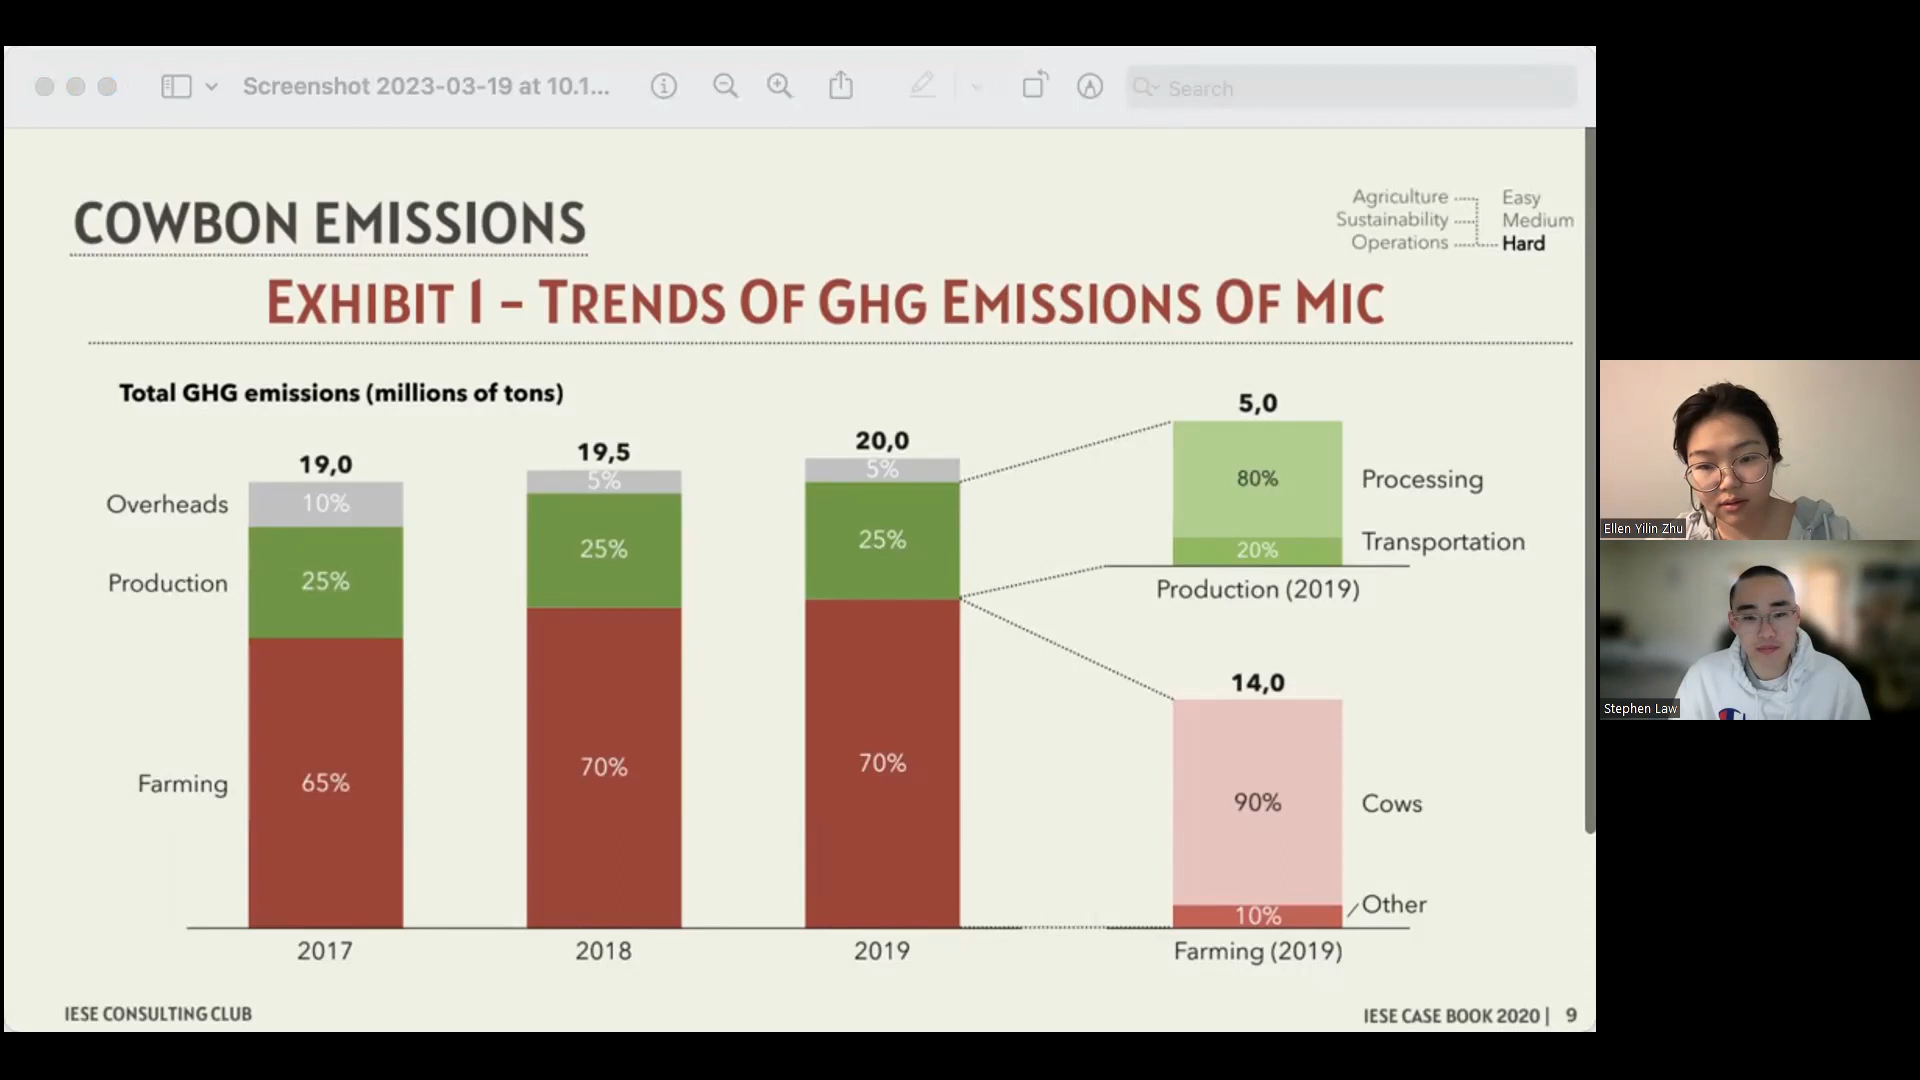 Screenshot 2023-03-19 at 10.1...
Search
COWBON EMISSIONS
Agriculture
Sustainability
Operations
Easy
Medium
Hard
EXHIBIT 1 – TRENDS OF GHG EMISSIONS OF MIC
Total GHG emissions (millions of tons)
19,0
19,5
20,0
5,0
Overheads
10%
5%
5%
Production
25%
25%
25%
Farming
65%
70%
70%
2017
2018
2019
80%
Processing
20%
Transportation
Production (2019)
14,0
90%
Cows
10%
Other
Farming (2019)
IESE CONSULTING CLUB
IESE CASE BOOK 2020 | 9
Ellen Yilin Zhu
Stephen Law